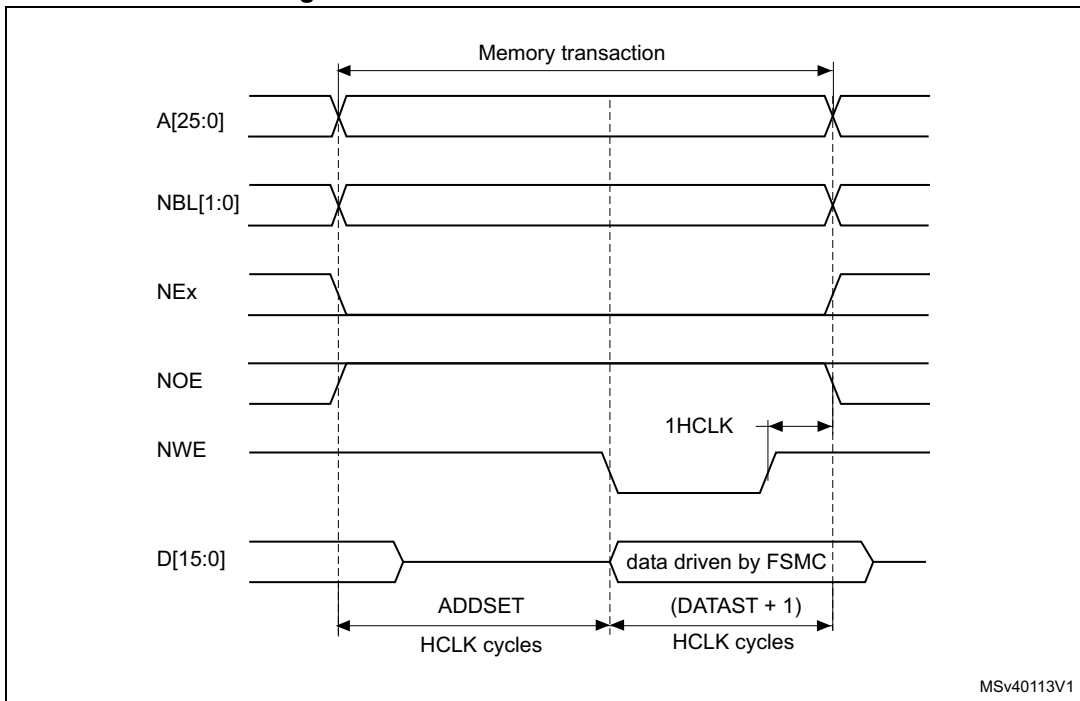 Memory transaction
A[25:0]
NBL[1:0]
NEx
NOE
1HCLK
NWE
D[15:0]
data driven by FSMC
ADDSET
(DATAST + 1)
HCLK cycles
HCLK cycles
MSv40113V1